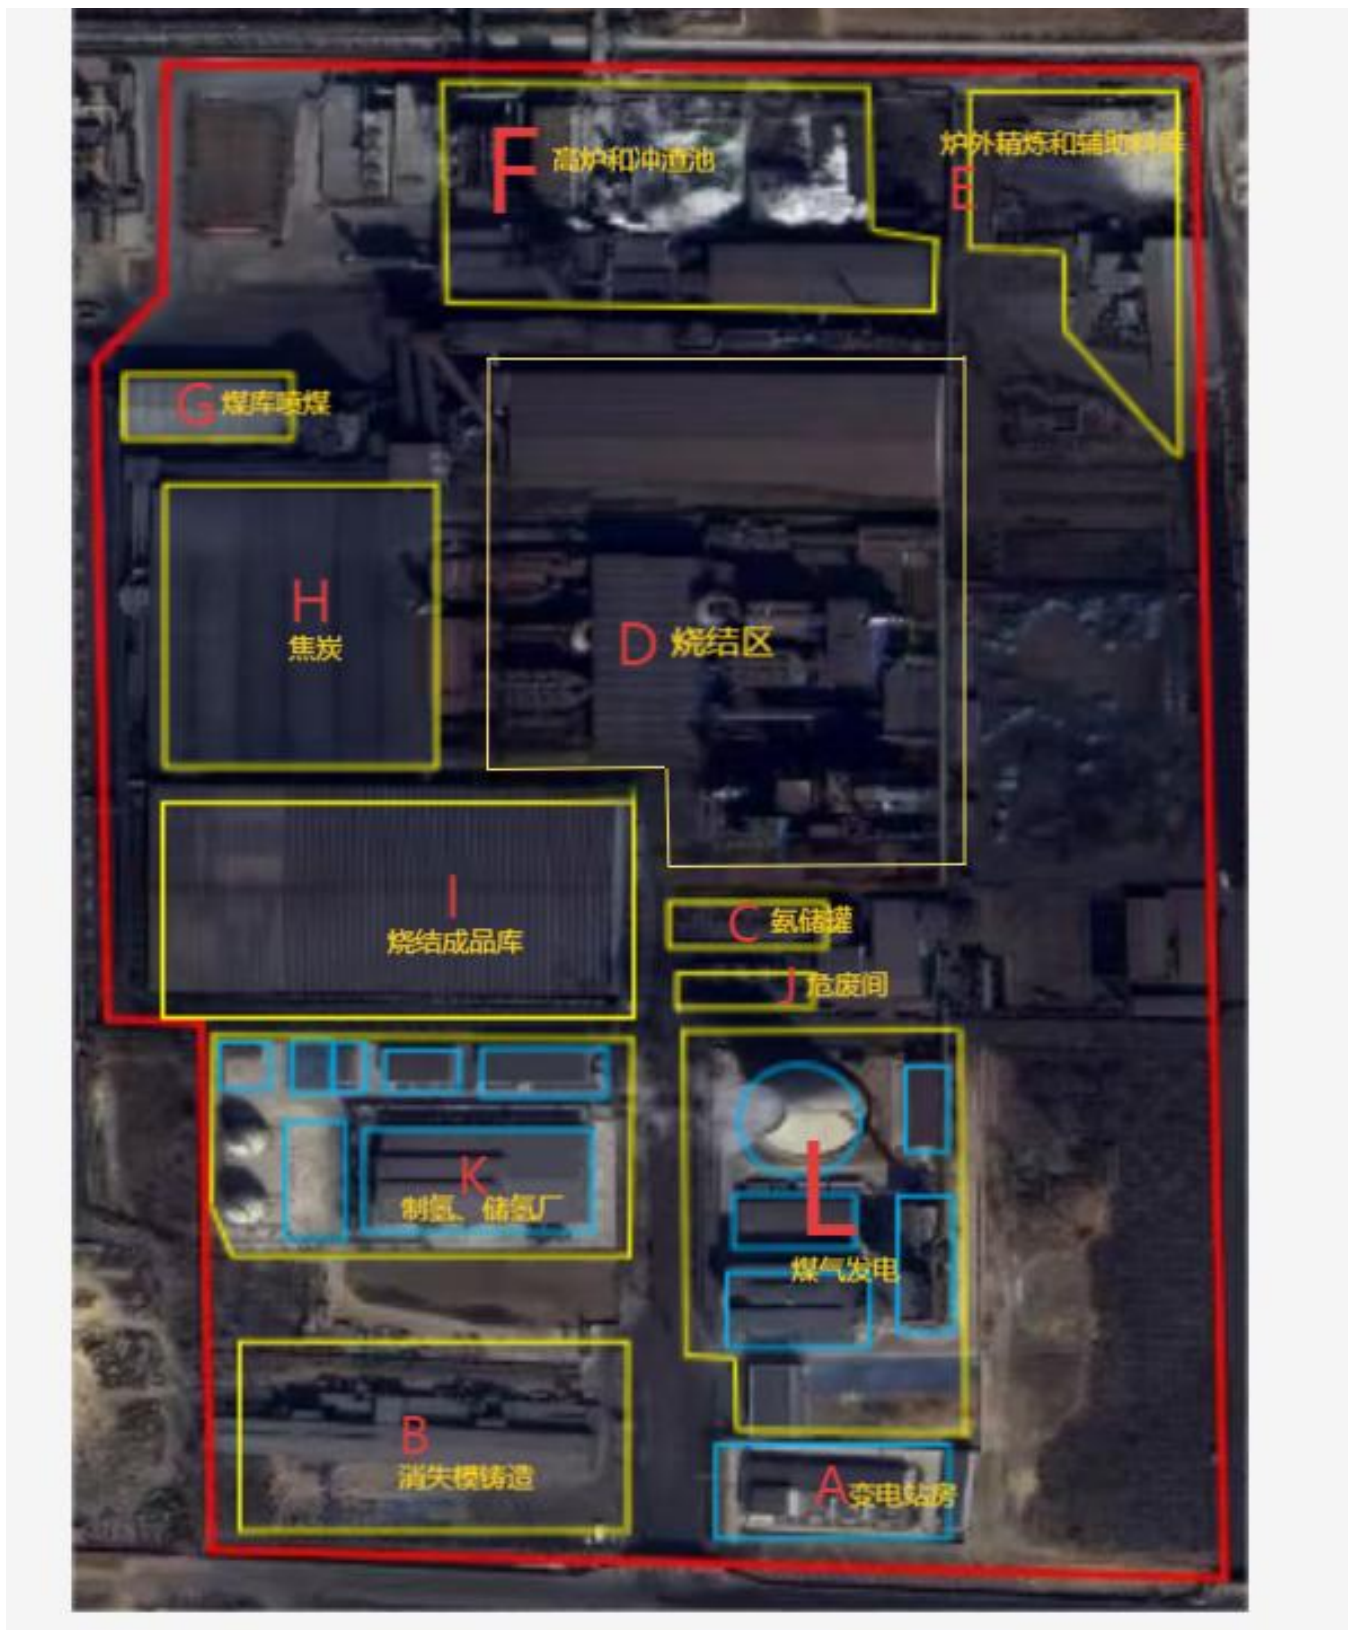 F 高炉和冲渣池
炉外精炼和辅助料库
E
G 煤库喷煤
H
焦炭
D 烧结区
I
烧结成品库
C 氨储罐
J 危废间
K
制氢、储氢厂
L
煤气发电
B
消失模铸造
A 变电站房